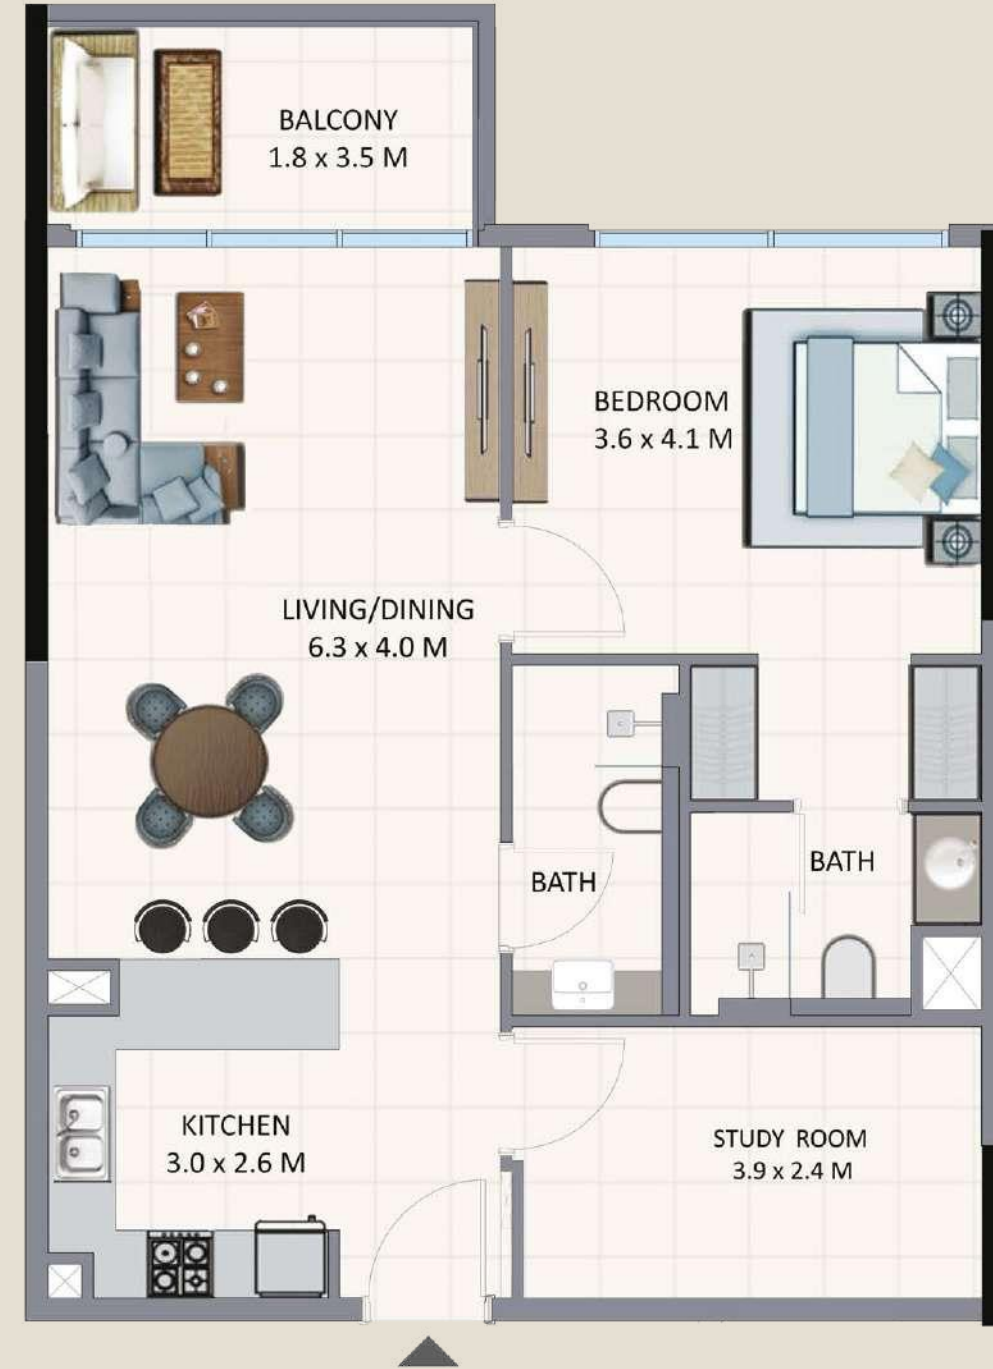 BALCONY
1.8 x 3.5 M
BEDROOM
3.6 x 4.1 M
LIVING/DINING
6.3 x 4.0 M
BATH
BATH
KITCHEN
3.0 x 2.6 M
STUDY ROOM
3.9 x 2.4 M